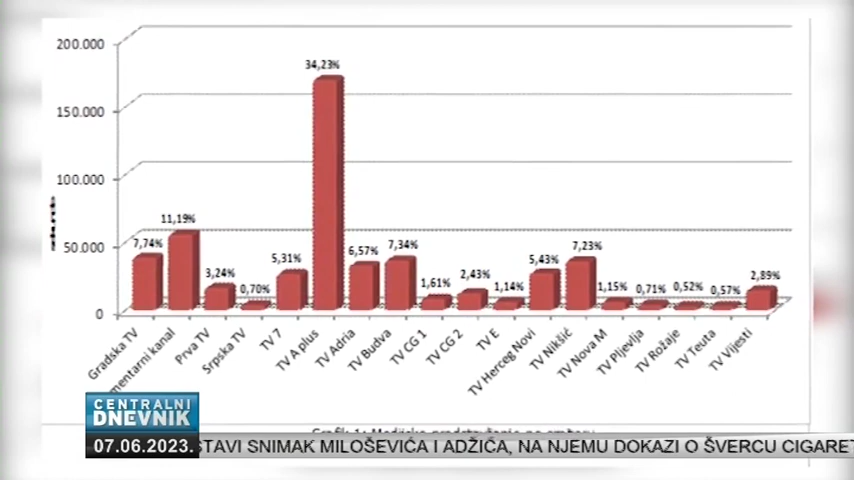 200.000
150.000
100.000
50.000
0
7,74%
11,19%
3,24%
0,70%
5,31%
34,23%
6,57%
7,34%
1,61%
2,43%
1,14%
5,43%
7,23%
1,15%
0,71%
0,52%
0,57%
2,89%
Gradska TV
mentarni kanal
Prva TV
Srpska TV
TV 7
TV A plus
TV Adria
TV Budva
TV CG 1
TV CG 2
TV E
TV Herceg Novi
TV Nikšić
TV Nova M
TV Pljevlja
TV Rožaje
TV Teuta
TV Vijesti
CENTRALNI
DNEVNIK
07.06.2023. STAVI SNIMAK MILOŠEVIĆA I ADŽIĆA, NA NJEMU DOKAZI O ŠVERCU CIGARET